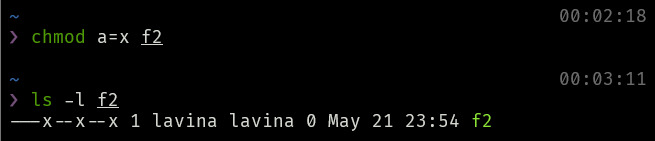 ~ 00:02:18
❯ chmod a=x f2
~ 00:03:11
❯ ls -l f2
---x--x--x 1 lavina lavina 0 May 21 23:54 f2